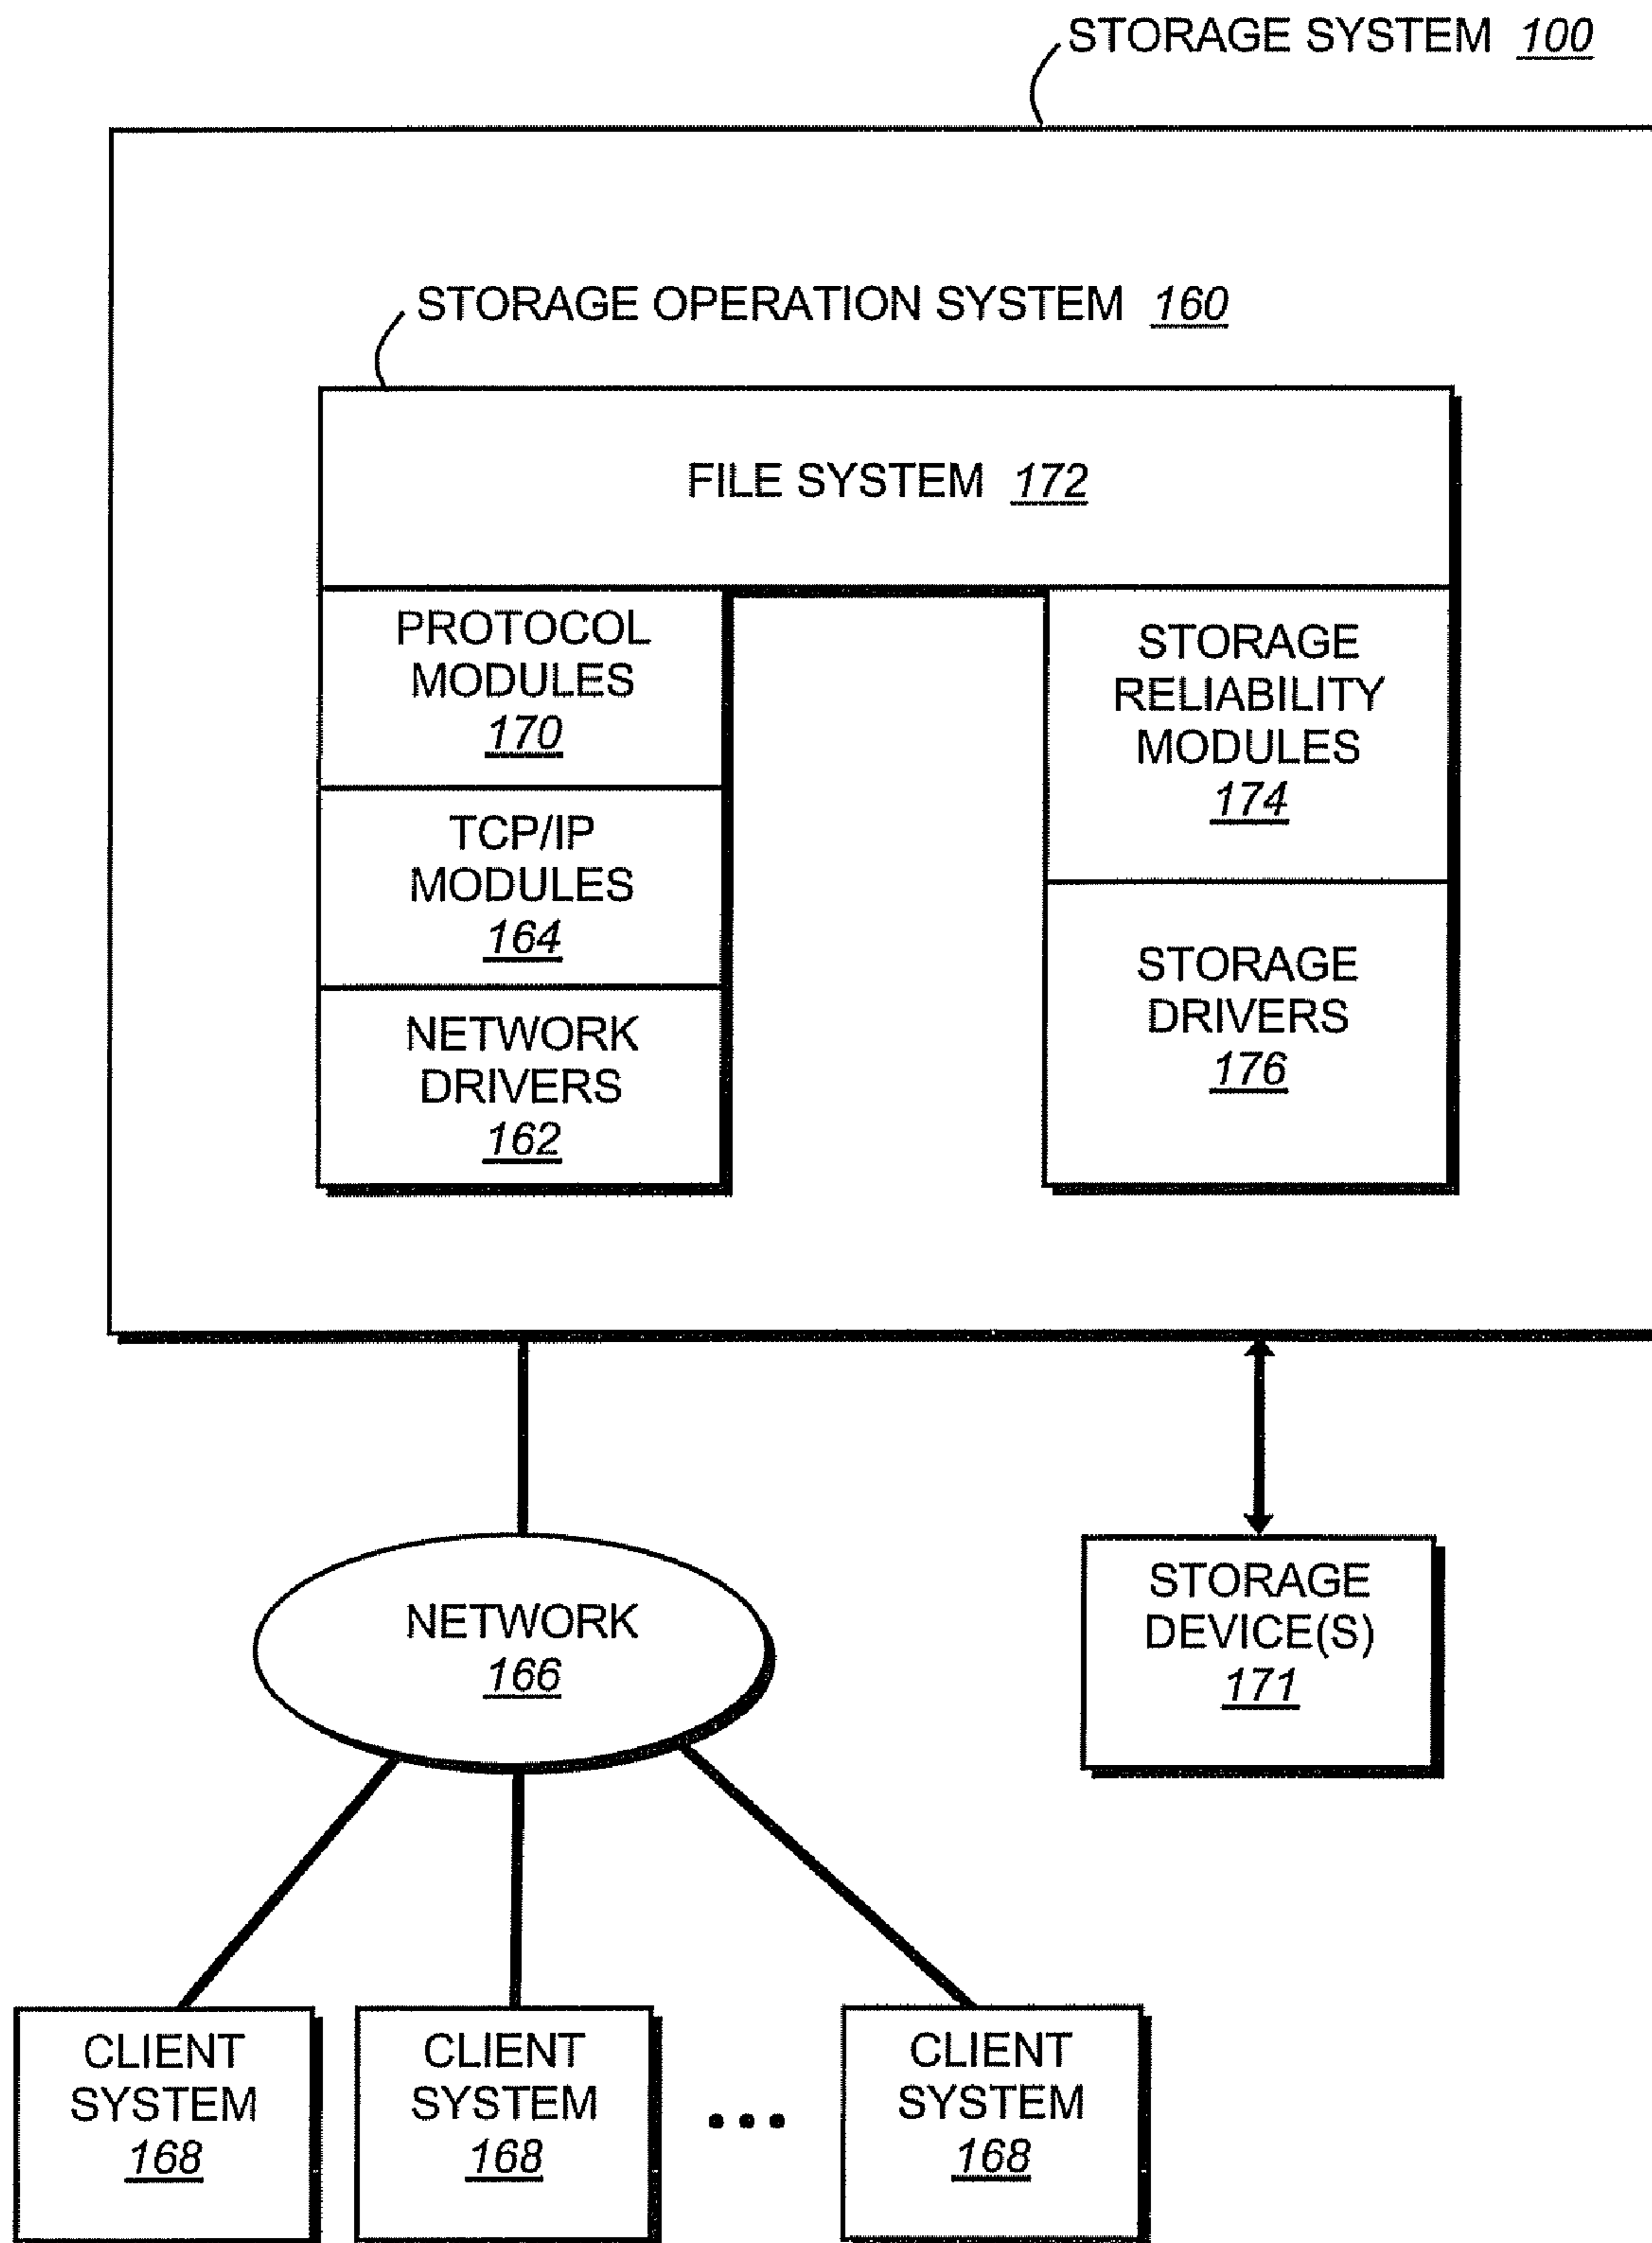 STORAGE SYSTEM 100
STORAGE OPERATION SYSTEM 160
FILE SYSTEM 172
PROTOCOL
MODULES
170
TCP/IP
MODULES
164
NETWORK
DRIVERS
162
STORAGE
RELIABILITY
MODULES
174
STORAGE
DRIVERS
176
NETWORK
166
STORAGE
DEVICE(S)
171
CLIENT
SYSTEM
168
CLIENT
SYSTEM
168
...
CLIENT
SYSTEM
168